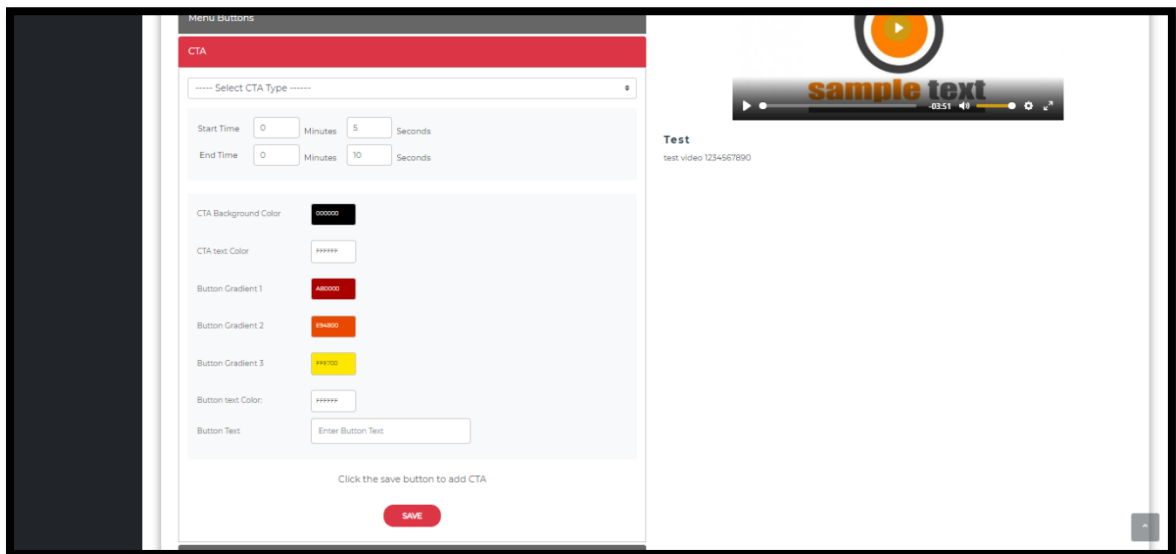 Menu Buttons
CTA
----- Select CTA Type ------
Start Time 0 Minutes 5 Seconds
End Time 0 Minutes 10 Seconds
CTA Background Color 000000
CTA text Color FFFFFF
Button Gradient 1 AB0000
Button Gradient 2 E94800
Button Gradient 3 FFE700
Button text Color: FFFFFF
Button Text Enter Button Text
Click the save button to add CTA
SAVE
sample text
-03:51
Test
test video 1234567890